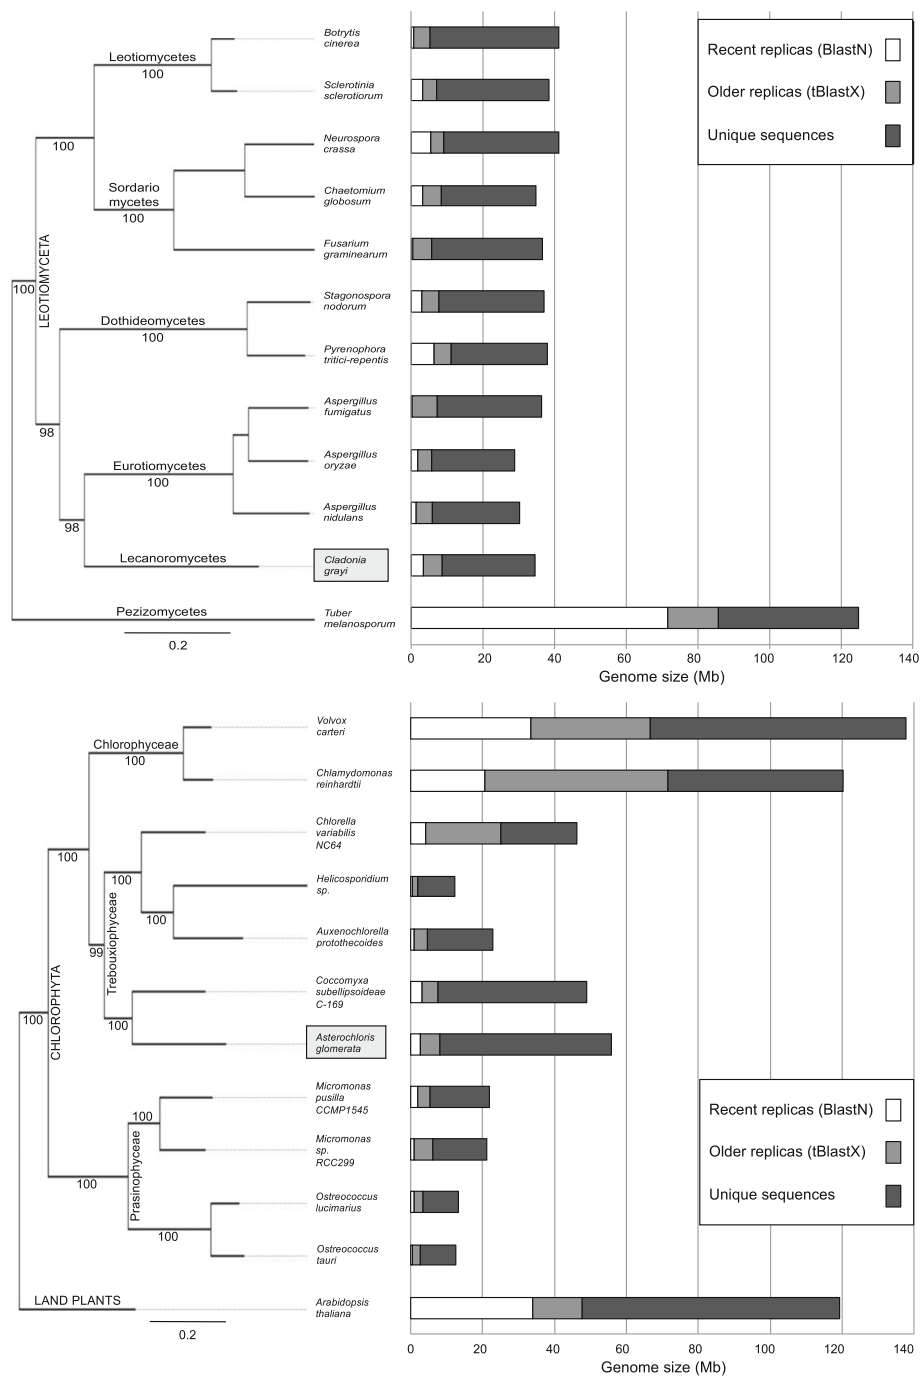 Botrytis
cinerea
Leotiomycetes
100
Sclerotinia
sclerotiorum
Recent replicas (BlastN)
Older replicas (tBlastX)
Unique sequences
100
Neurospora
crassa
Sordario
mycetes
100
Chaetomium
globosum
Fusarium
graminearum
LEOTIOMYCETA
100
Stagonospora
nodorum
Dothideomycetes
100
Pyrenophora
tritici-repentis
Aspergillus
fumigatus
98
Aspergillus
oryzae
Eurotiomycetes
100
Aspergillus
nidulans
98
Lecanoromycetes
Cladonia
grayi
Pezizomycetes
Tuber
melanosporum
0.2
0 20 40 60 80 100 120 140
Genome size (Mb)
Volvox
carteri
Chlorophyceae
100
Chlamydomonas
reinhardtii
Chlorella
variabilis
NC64
100
100
Helicosporidium
sp.
100
Auxenochlorella
protothecoides
Trebouxiophyceae
99
Coccomyxa
subellipsoideae
C-169
CHLOROPHYTA
100
100
Asterochloris
glomerata
Micromonas
pusilla
CCMP1545
100
Micromonas
sp.
RCC299
Prasinophyceae
100
Ostreococcus
lucimarius
100
Ostreococcus
tauri
Recent replicas (BlastN)
Older replicas (tBlastX)
Unique sequences
LAND PLANTS
Arabidopsis
thaliana
0.2
0 20 40 60 80 100 120 140
Genome size (Mb)